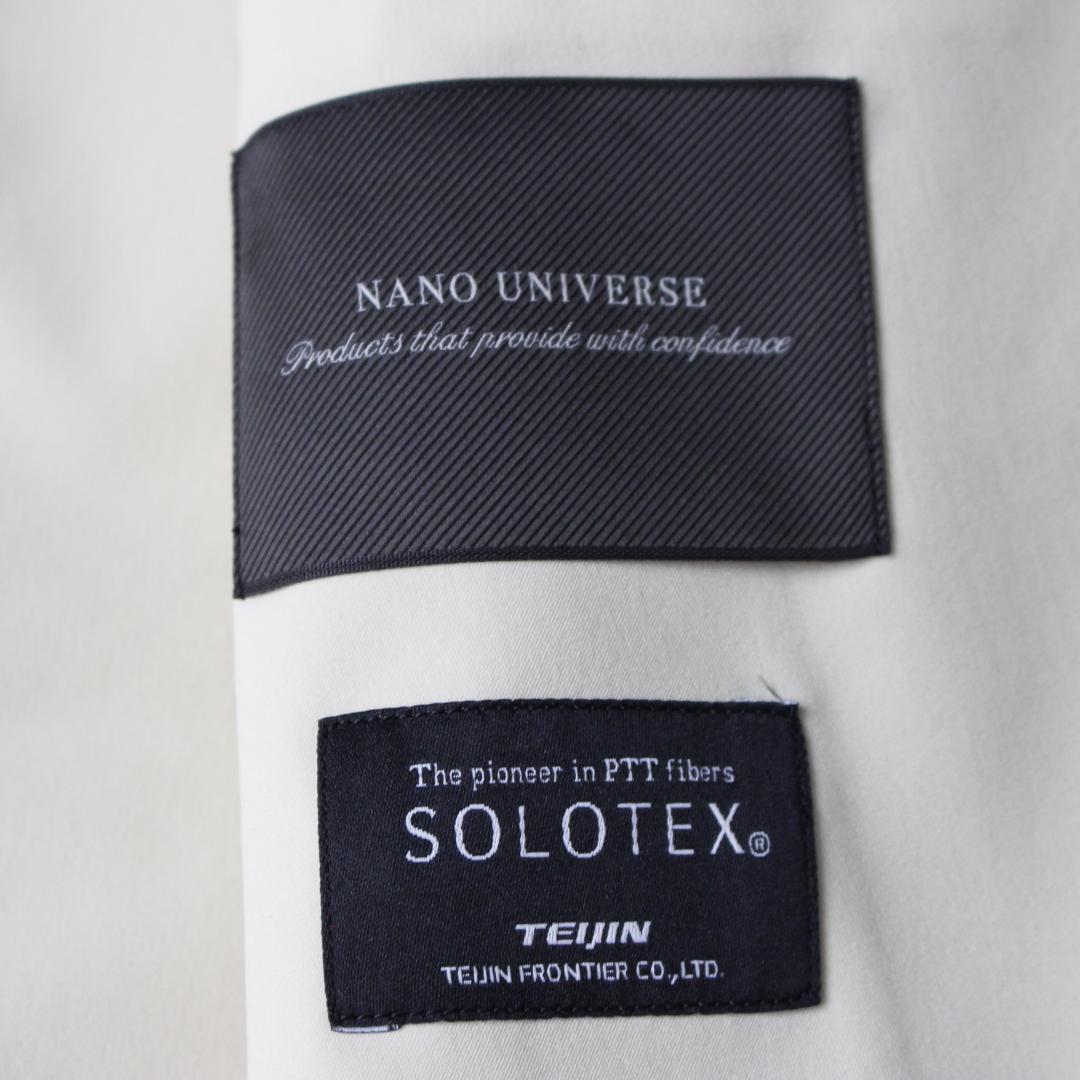 NANO UNIVERSE
Products that provide with confidence
The pioneer in PTT fibers
SOLOTEX®
TEIJIN
TEIJIN FRONTIER CO.,LTD.